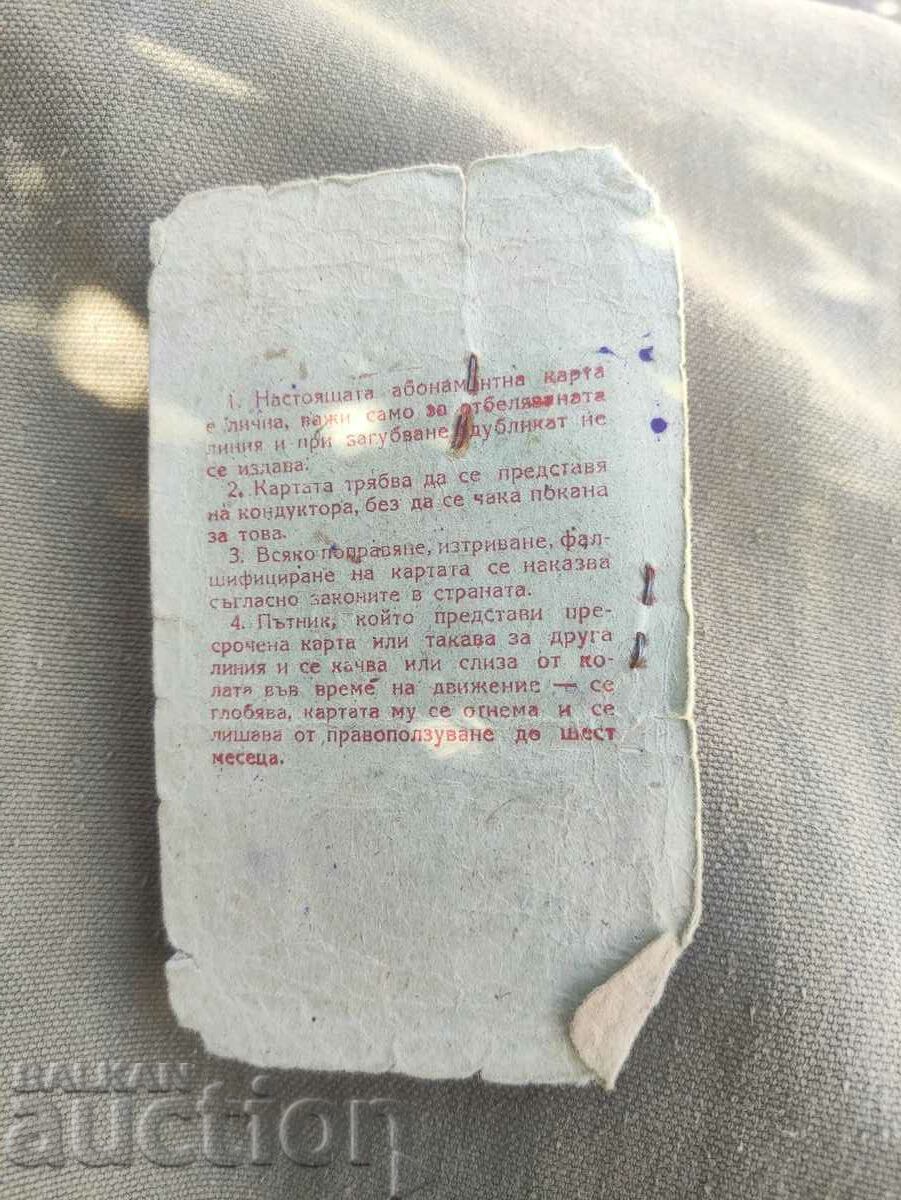 1. Настоящата абонаментна карта
е лична, важи само за отбелязаната
линия и при загубване дубликат не
се издава.
2. Картата трябва да се представя
на кондуктора, без да се чака покана
за това.
3. Всяко поправяне, изтриване, фал-
шифициране на картата се наказва
съгласно законите в страната.
4. Пътник, който представи пре-
срочена карта или такава за друга
линия и се качва или слиза от ко-
лата във време на движение — се
глобява, картата му се отнема и се
лишава от правоползуване до шест
месеца.
BALKAN
auction